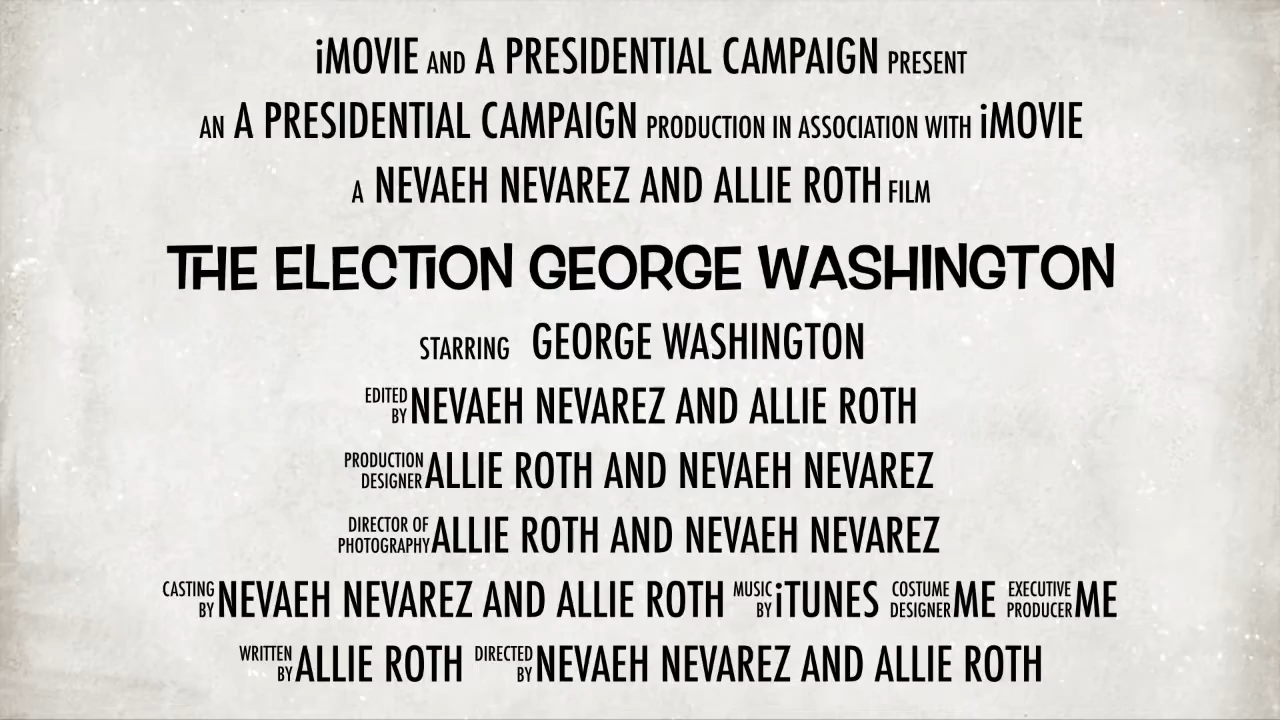 iMOVIE AND A PRESIDENTIAL CAMPAIGN PRESENT
AN A PRESIDENTIAL CAMPAIGN PRODUCTION IN ASSOCIATION WITH iMOVIE
A NEVAEH NEVAREZ AND ALLIE ROTH FILM
THE ELECTION GEORGE WASHINGTON
STARRING GEORGE WASHINGTON
EDITED BY NEVAEH NEVAREZ AND ALLIE ROTH
PRODUCTION DESIGNER ALLIE ROTH AND NEVAEH NEVAREZ
DIRECTOR OF PHOTOGRAPHY ALLIE ROTH AND NEVAEH NEVAREZ
CASTING BY NEVAEH NEVAREZ AND ALLIE ROTH MUSIC BY iTUNES COSTUME DESIGNER ME EXECUTIVE PRODUCER ME
WRITTEN BY ALLIE ROTH DIRECTED BY NEVAEH NEVAREZ AND ALLIE ROTH